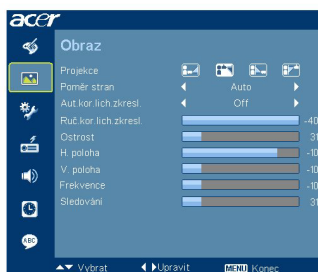 acer
Obraz
Projekce
Poměr stran Auto
Aut.kor.lich.zkresl. Off
Ruč.kor.lich.zkresl. -40
Ostrost 31
H. poloha -10
V. poloha -10
Frekvence -10
Sledování 31
ABC
Vybrat Upravit MENU Konec